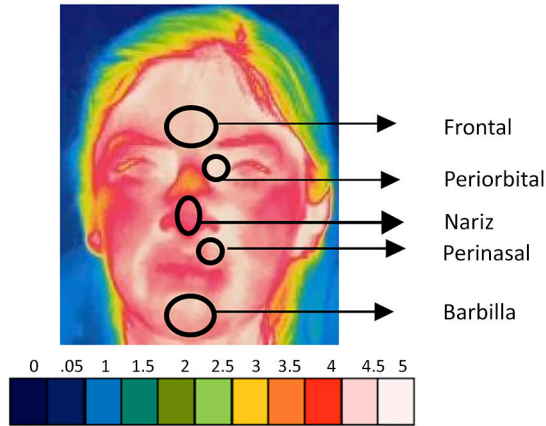 Frontal
Periorbital
Nariz
Perinasal
Barbilla
0 .05 1 1.5 2 2.5 3 3.5 4 4.5 5